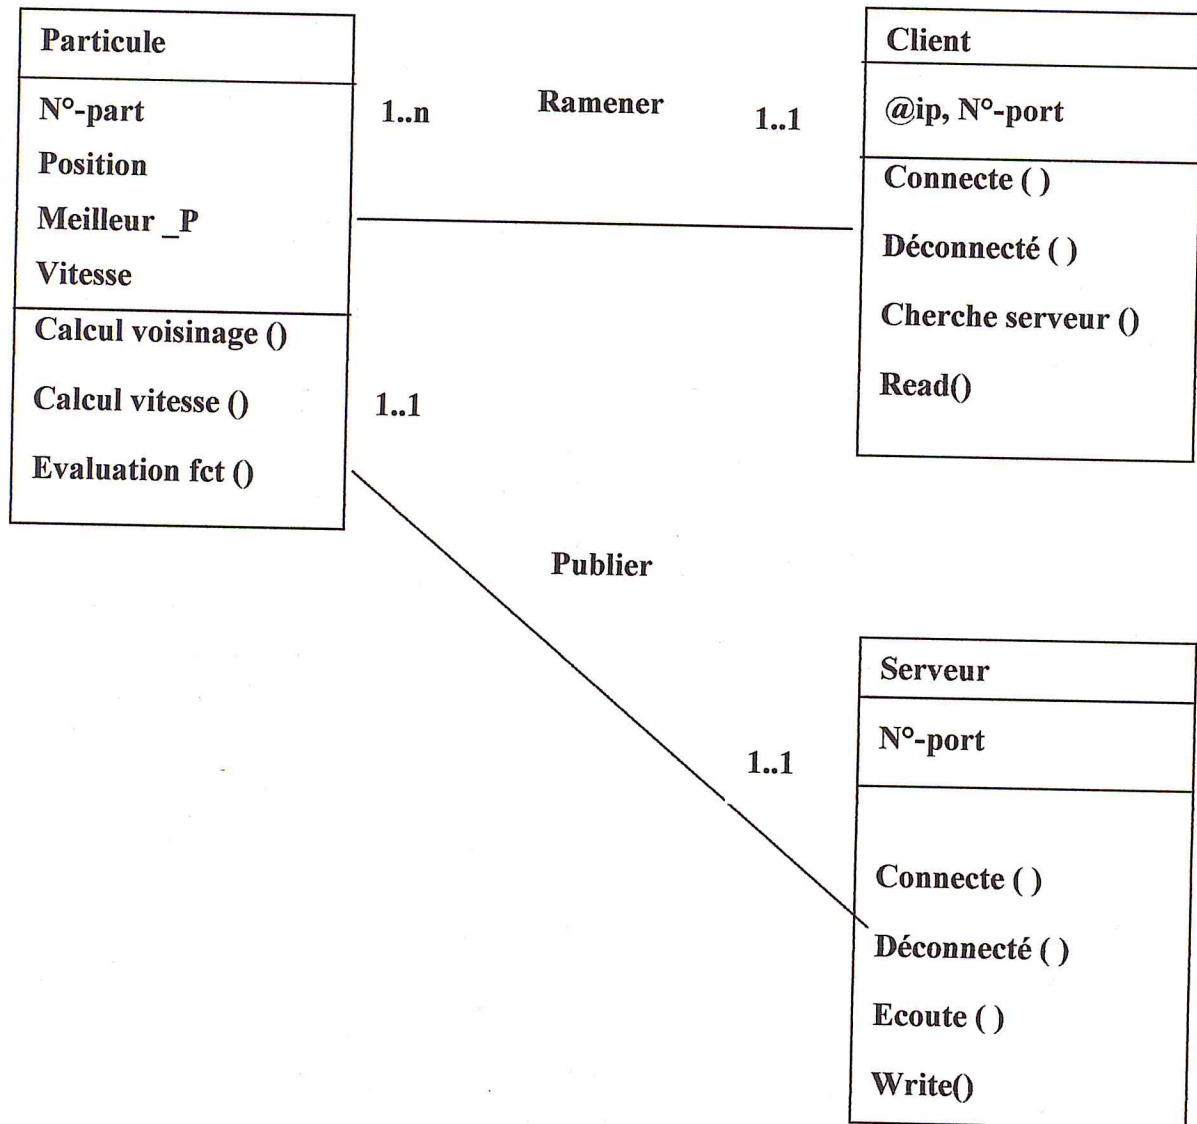 Particule
N°-part
Position
Meilleur _P
Vitesse
Calcul voisinage ()
Calcul vitesse ()
Evaluation fct ()
1..n
Ramener
1..1
Client
@ip, N°-port
Connecte ( )
Déconnecté ( )
Cherche serveur ()
Read()
1..1
Publier
1..1
Serveur
N°-port
Connecte ( )
Déconnecté ( )
Ecoute ( )
Write()